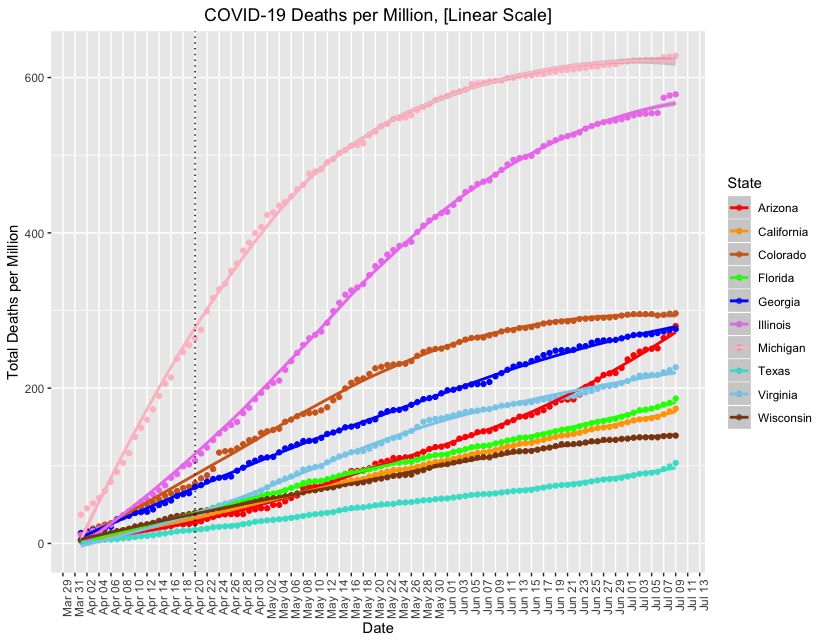 COVID-19 Deaths per Million, [Linear Scale]
Total Deaths per Million
600
400
200
0
Mar 29
Mar 31
Apr 02
Apr 04
Apr 06
Apr 08
Apr 10
Apr 12
Apr 14
Apr 16
Apr 18
Apr 20
Apr 22
Apr 24
Apr 26
Apr 28
Apr 30
May 02
May 04
May 06
May 08
May 10
May 12
May 14
May 16
May 18
May 20
May 22
May 24
May 26
May 28
May 30
Jun 01
Jun 03
Jun 05
Jun 07
Jun 09
Jun 11
Jun 13
Jun 15
Jun 17
Jun 19
Jun 21
Jun 23
Jun 25
Jun 27
Jun 29
Jul 01
Jul 03
Jul 05
Jul 07
Jul 09
Jul 11
Jul 13
Date
State
Arizona
California
Colorado
Florida
Georgia
Illinois
Michigan
Texas
Virginia
Wisconsin